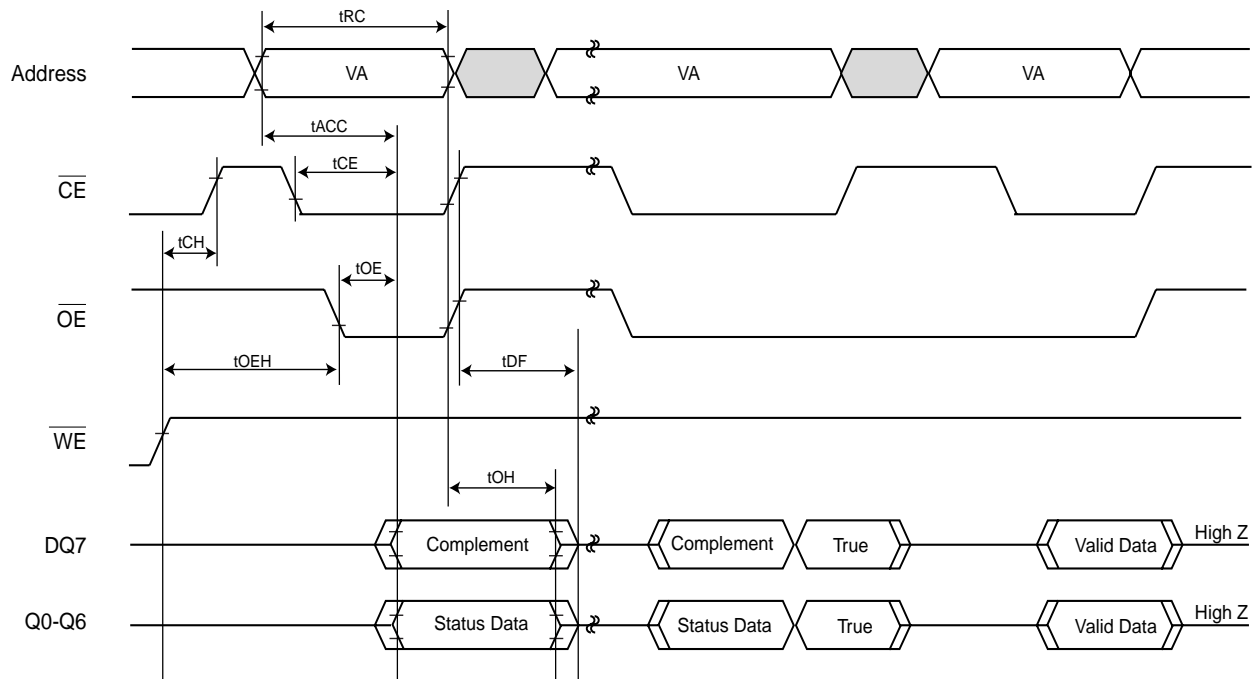 tRC
Address VA VA VA
tACC
tCE
CE
tCH
tOE
OE
tOEH tDF
WE
tOH
DQ7 Complement Complement True Valid Data High Z
Q0-Q6 Status Data Status Data True Valid Data High Z